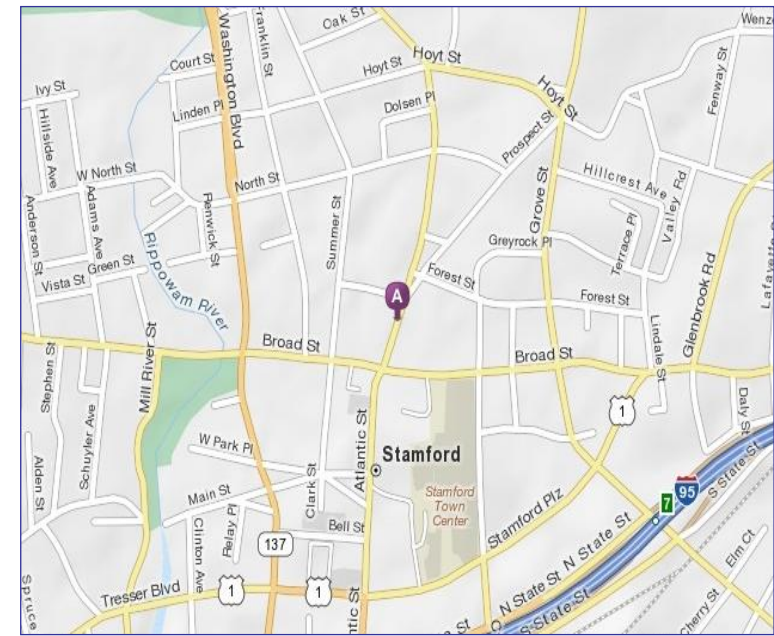 Oak St
Wenz
Franklin St
Washington Blvd
Hoyt St
Court St
Hoyt St
Ivy St
Hoyt St
Fenway St
Linden Pl
Dolsen Pl
Hillside Ave
Prospect St
W North St
North St
Hillcrest Ave
Valley Rd
Grove St
Adams Ave
Anderson St
Renwick St
Summer St
Terrace Pl
Greyrock Pl
Rippowam River
Green St
Vista St
Forest St
Glenbrook Rd
Lafayette
A
Forest St
Lindale St
Broad St
Broad St
Mill River St
Stephen St
Schuyler Ave
Daly St
1
Atlantic St
W Park Pl
Stamford
Alden St
Clark St
S State St
95
7
Main St
Stamford
Town
Center
Stamford Plz
Relay Pl
Clinton Ave
Bell St
N State St
137
Elm Ct
Spruce
Tresser Blvd
1
1
N State St
S State St
Cherry St
ntic St
a St